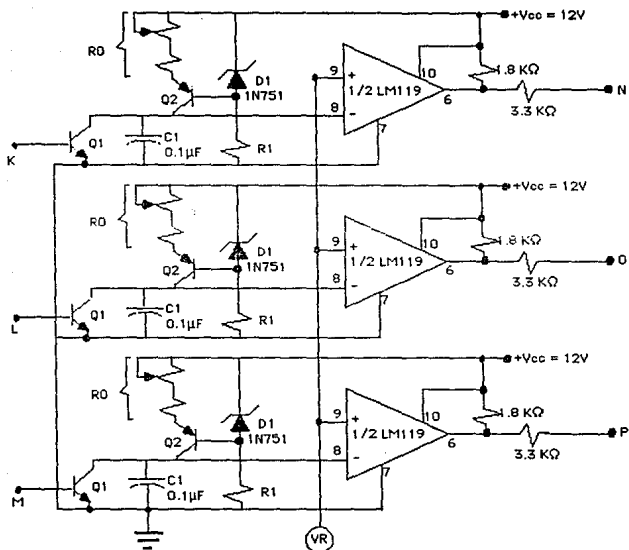 +Vcc = 12V
R0
D1
1N751
Q2
9
+
10
1/2 LM119
1.8 KΩ
6
3.3 KΩ
N
8
-
7
Q1
C1
0.1µF
R1
K
+Vcc = 12V
R0
D1
1N751
Q2
9
+
10
1/2 LM119
1.8 KΩ
6
3.3 KΩ
O
8
-
7
Q1
C1
0.1µF
R1
L
+Vcc = 12V
R0
D1
1N751
Q2
9
+
10
1/2 LM119
1.8 KΩ
6
3.3 KΩ
P
8
-
7
Q1
C1
0.1µF
R1
M
VR